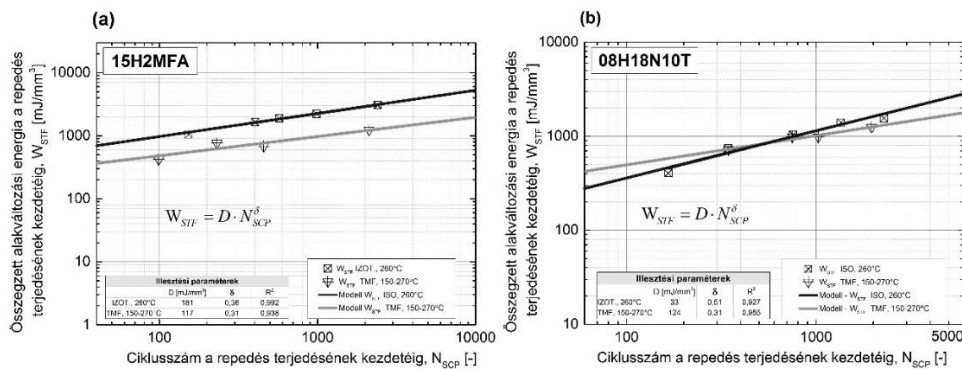 (a)
15H2MFA
Összegzett alakváltozási energia a repedés
terjedésének kezdetéig, W_STF [mJ/mm³]
10000
1000
100
10
1
W_STF = D · N_SCP^δ
Illesztési paraméterek
D [mJ/mm³] δ R²
IZOT., 260°C 181 0,36 0,992
TMF, 150-270°C 117 0,31 0,938
W_STF IZOT., 260°C
W_STF TMF, 150-270°C
Modell W_STF ISO, 260°C
Modell - W_STF TMF, 150-270°C
100 1000 10000
Ciklusszám a repedés terjedésének kezdetéig, N_SCP [-]
(b)
08H18N10T
Összegzett alakváltozási energia a repedés
terjedésének kezdetéig, W_STF [mJ/mm³]
10000
1000
100
10
W_STF = D · N_SCP^δ
Illesztési paraméterek
D [mJ/mm³] δ R²
IZOT., 260°C 33 0,51 0,927
TMF, 150-270°C 124 0,31 0,955
ISO, 260°C
W_STF TMF, 150-270°C
Modell - W_STF ISO, 260°C
Modell - TMF, 150-270°C
100 1000 5000
Ciklusszám a repedés terjedésének kezdetéig, N_SCP [-]